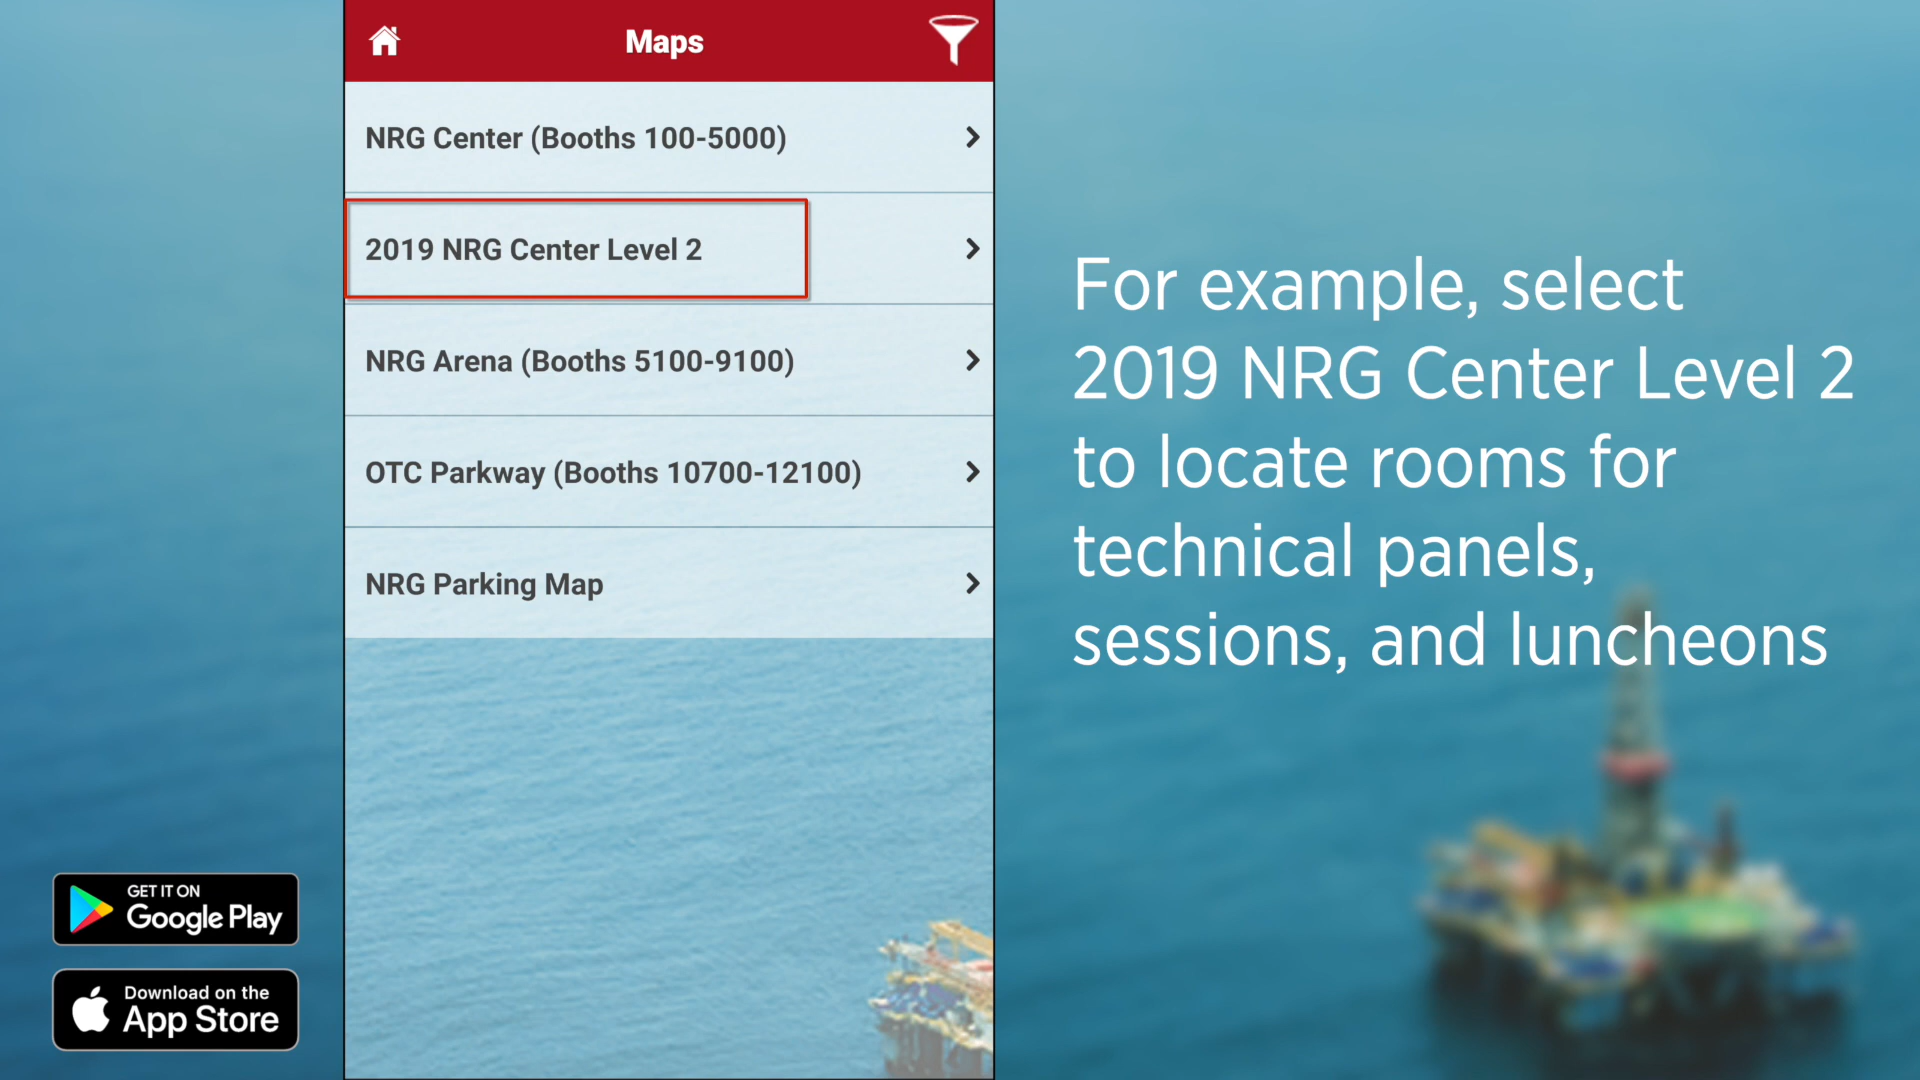 Maps
NRG Center (Booths 100-5000)
2019 NRG Center Level 2
NRG Arena (Booths 5100-9100)
OTC Parkway (Booths 10700-12100)
NRG Parking Map
For example, select
2019 NRG Center Level 2
to locate rooms for
technical panels,
sessions, and luncheons
GET IT ON
Google Play
Download on the
App Store